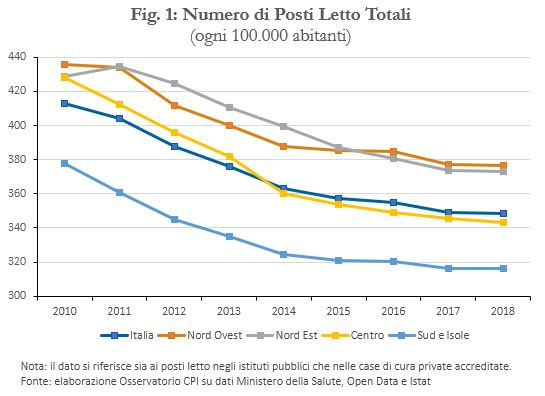 Fig. 1: Numero di Posti Letto Totali
(ogni 100.000 abitanti)
440
420
400
380
360
340
320
300
2010 2011 2012 2013 2014 2015 2016 2017 2018
Italia Nord Ovest Nord Est Centro Sud e Isole
Nota: il dato si riferisce sia ai posti letto negli istituti pubblici che nelle case di cura private accreditate.
Fonte: elaborazione Osservatorio CPI su dati Ministero della Salute, Open Data e Istat